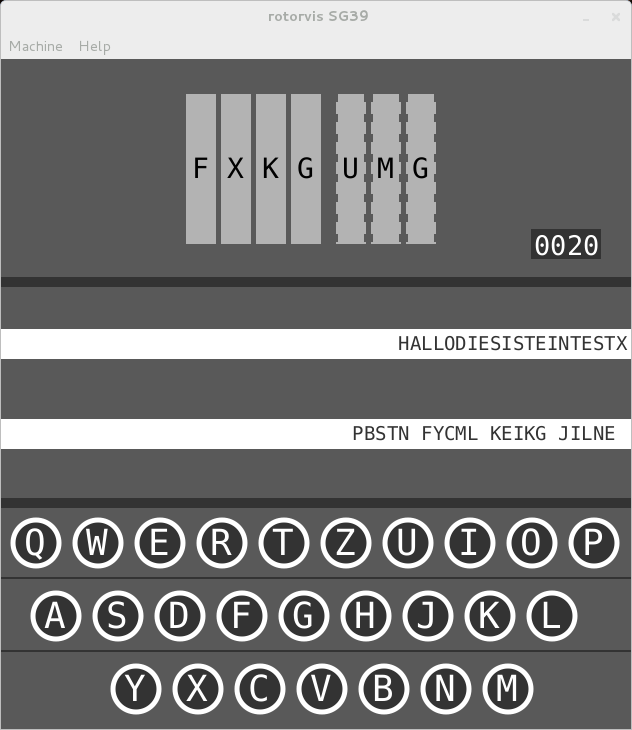 rotorvis SG39
Machine Help
F X K G U M G
0020
HALLODIESISTEINTESTX
PBSTN FYCML KEIKG JILNE
Q W E R T Z U I O P
A S D F G H J K L
Y X C V B N M